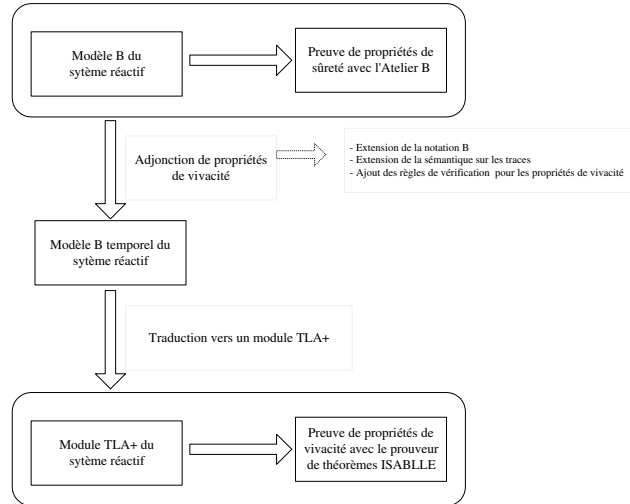 Modèle B du
sytème réactif
Preuve de propriétés de
sûreté avec l'Atelier B
Adjonction de propriétés
de vivacité
- Extension de la notation B
- Extension de la sémantique sur les traces
- Ajout des règles de vérification pour les propriétés de vivacité
Modèle B temporel du
sytème réactif
Traduction vers un module TLA+
Module TLA+ du
sytème réactif
Preuve de propriétés de
vivacité avec le prouveur
de théorèmes ISABLLE